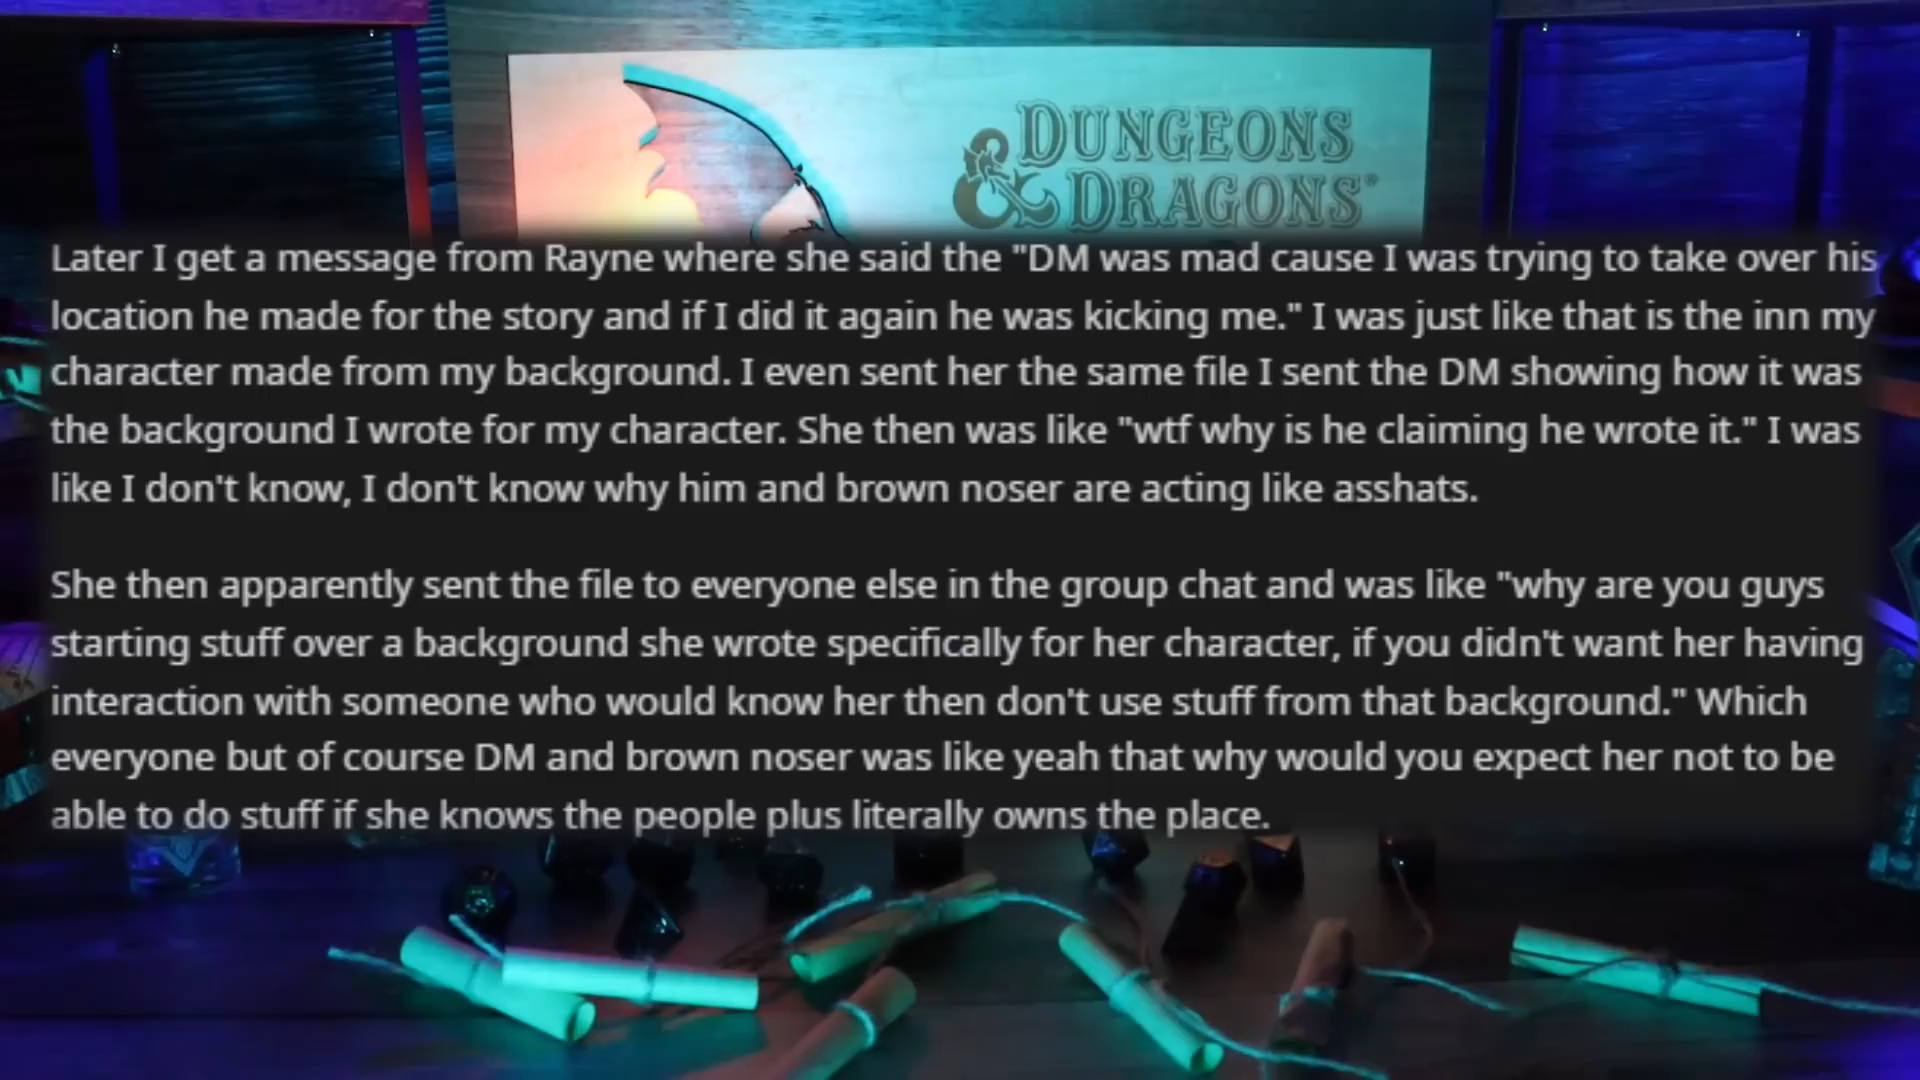 DUNGEONS
& DRAGONS®
Later I get a message from Rayne where she said the "DM was mad cause I was trying to take over his
location he made for the story and if I did it again he was kicking me." I was just like that is the inn my
character made from my background. I even sent her the same file I sent the DM showing how it was
the background I wrote for my character. She then was like "wtf why is he claiming he wrote it." I was
like I don't know, I don't know why him and brown noser are acting like asshats.
She then apparently sent the file to everyone else in the group chat and was like "why are you guys
starting stuff over a background she wrote specifically for her character, if you didn't want her having
interaction with someone who would know her then don't use stuff from that background." Which
everyone but of course DM and brown noser was like yeah that why would you expect her not to be
able to do stuff if she knows the people plus literally owns the place.